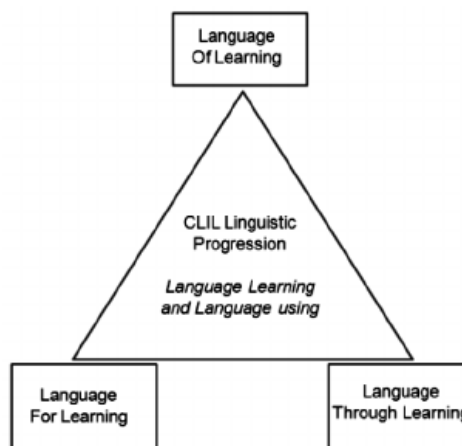 Language
Of Learning
CLIL Linguistic
Progression
Language Learning
and Language using
Language
For Learning
Language
Through Learning